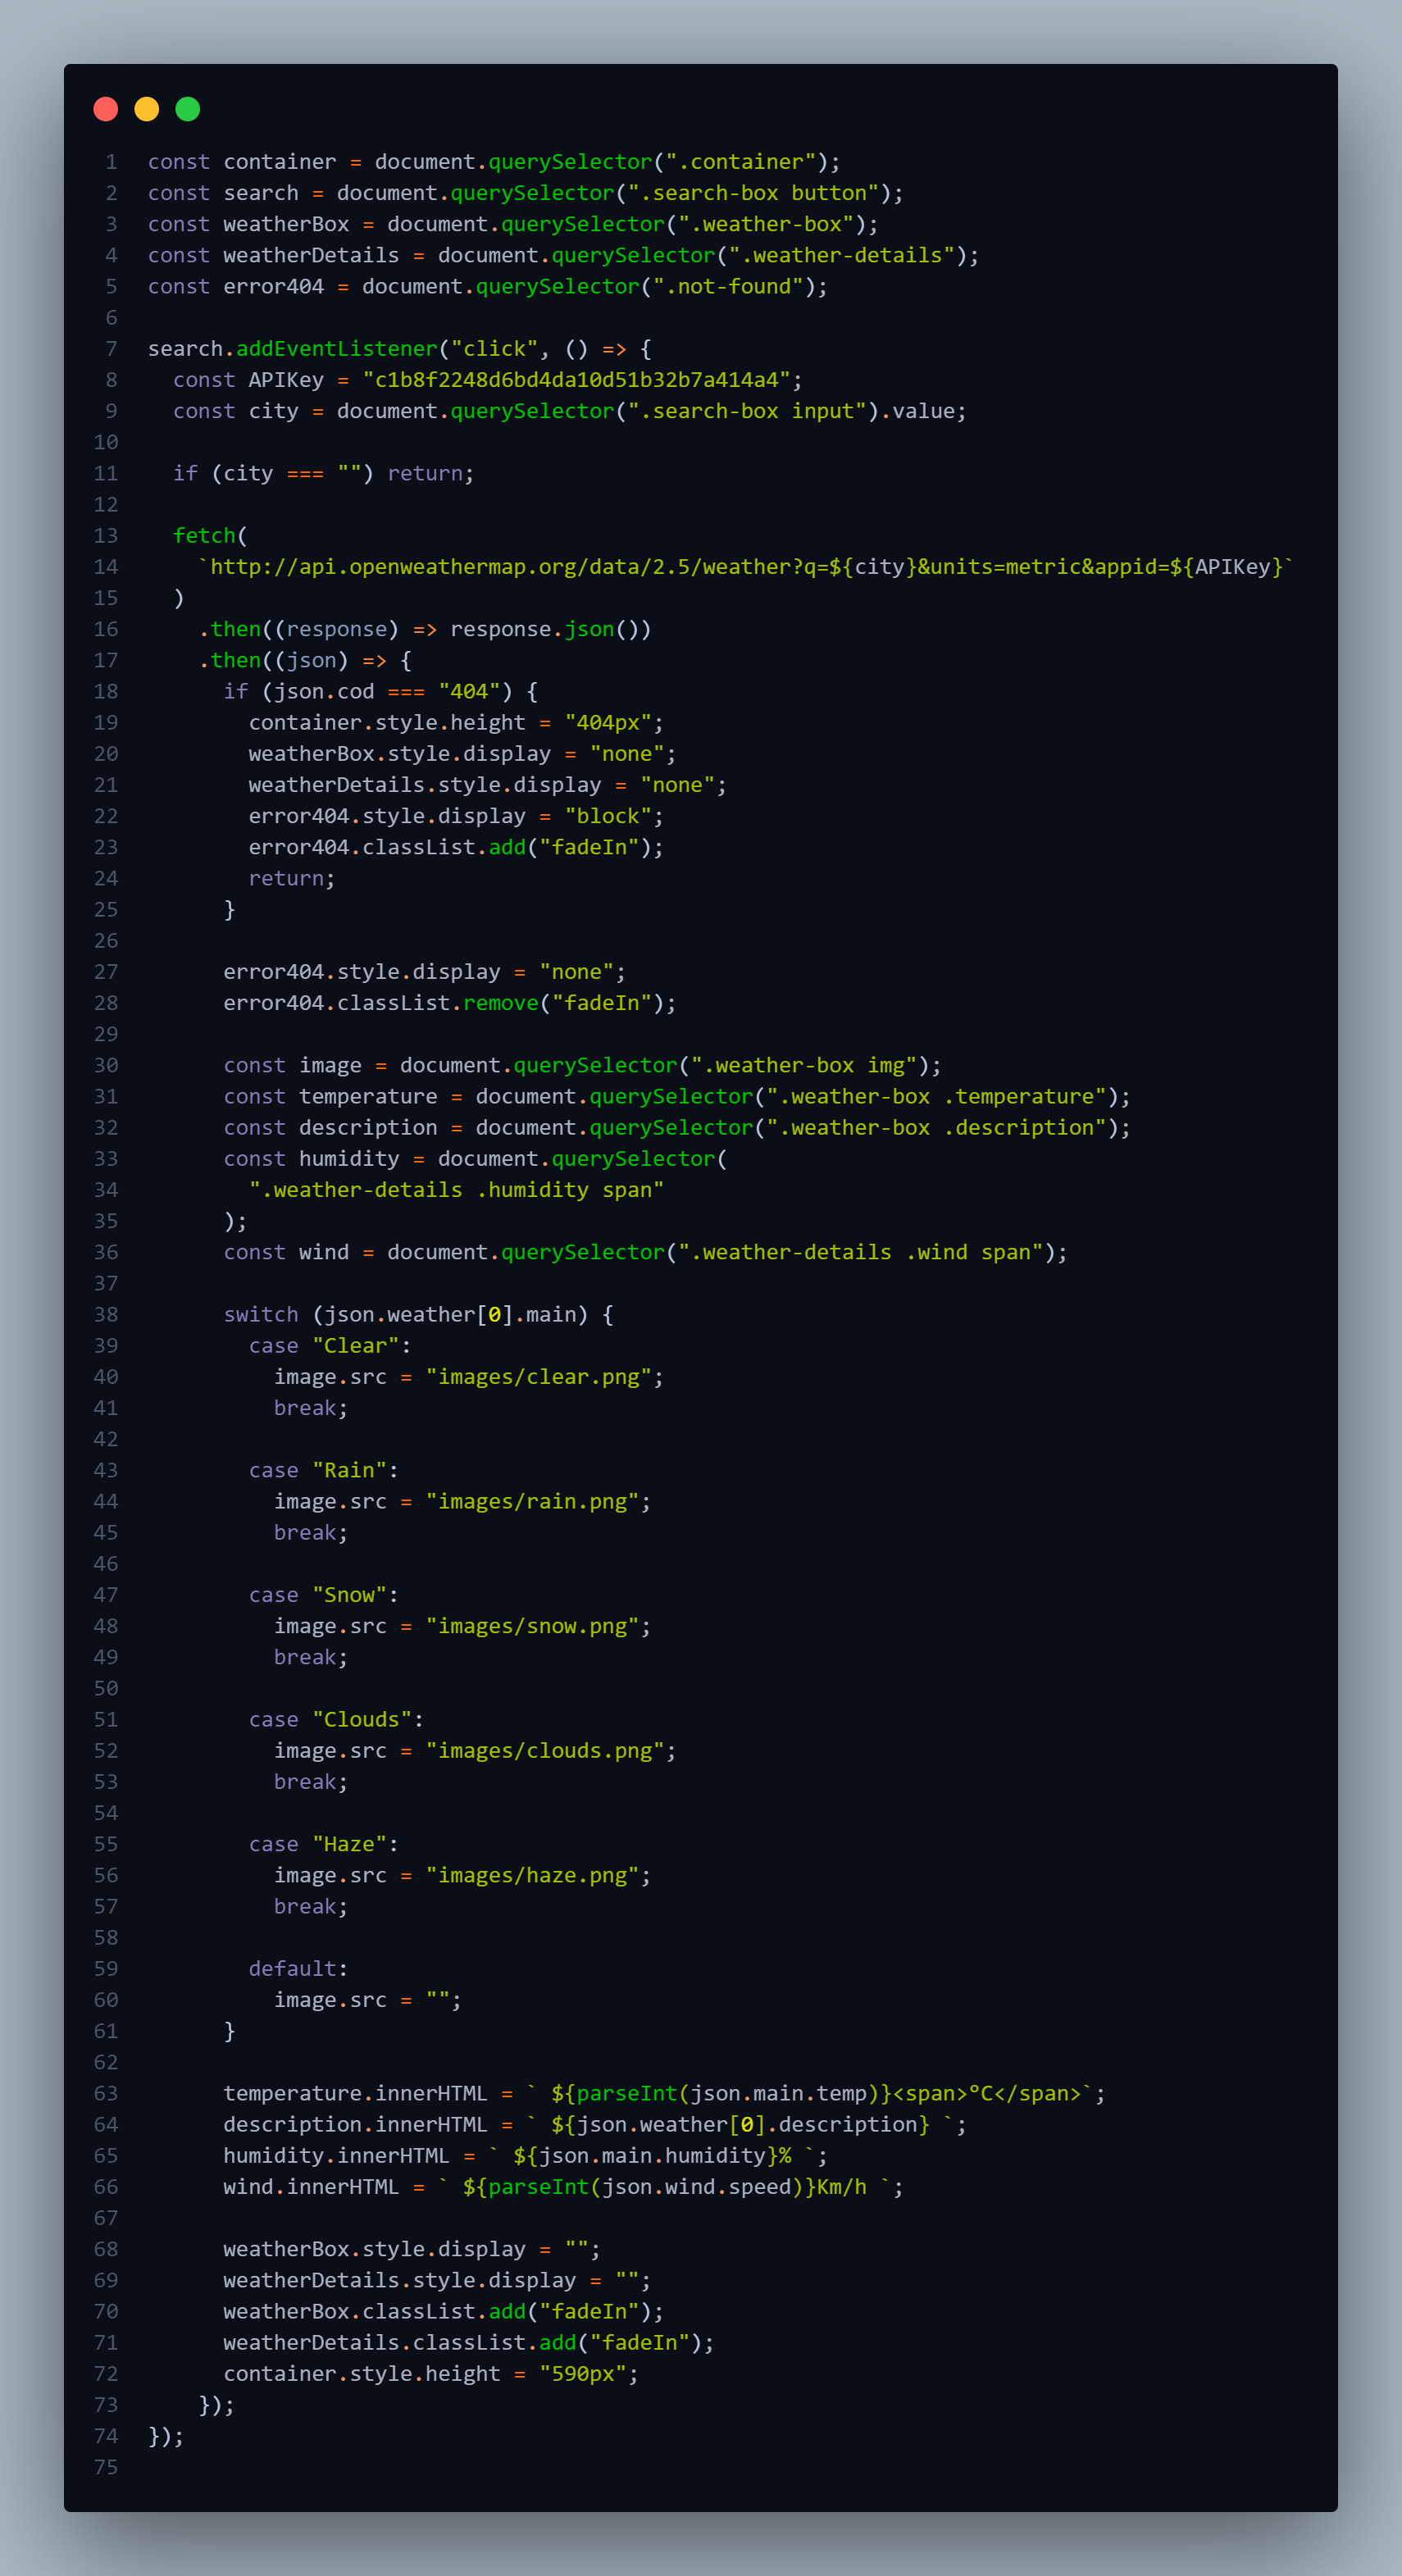 1 const container = document.querySelector(".container");
2 const search = document.querySelector(".search-box button");
3 const weatherBox = document.querySelector(".weather-box");
4 const weatherDetails = document.querySelector(".weather-details");
5 const error404 = document.querySelector(".not-found");
6
7 search.addEventListener("click", () => {
8   const APIKey = "c1b8f2248d6bd4da10d51b32b7a414a4";
9   const city = document.querySelector(".search-box input").value;
10
11   if (city === "") return;
12
13   fetch(
14     `http://api.openweathermap.org/data/2.5/weather?q=${city}&units=metric&appid=${APIKey}`
15   )
16     .then((response) => response.json())
17     .then((json) => {
18       if (json.cod === "404") {
19         container.style.height = "404px";
20         weatherBox.style.display = "none";
21         weatherDetails.style.display = "none";
22         error404.style.display = "block";
23         error404.classList.add("fadeIn");
24         return;
25       }
26
27       error404.style.display = "none";
28       error404.classList.remove("fadeIn");
29
30       const image = document.querySelector(".weather-box img");
31       const temperature = document.querySelector(".weather-box .temperature");
32       const description = document.querySelector(".weather-box .description");
33       const humidity = document.querySelector(
34         ".weather-details .humidity span"
35       );
36       const wind = document.querySelector(".weather-details .wind span");
37
38       switch (json.weather[0].main) {
39         case "Clear":
40           image.src = "images/clear.png";
41           break;
42
43         case "Rain":
44           image.src = "images/rain.png";
45           break;
46
47         case "Snow":
48           image.src = "images/snow.png";
49           break;
50
51         case "Clouds":
52           image.src = "images/clouds.png";
53           break;
54
55         case "Haze":
56           image.src = "images/haze.png";
57           break;
58
59         default:
60           image.src = "";
61       }
62
63       temperature.innerHTML = ` ${parseInt(json.main.temp)}<span>°C</span>`;
64       description.innerHTML = ` ${json.weather[0].description} `;
65       humidity.innerHTML = ` ${json.main.humidity}% `;
66       wind.innerHTML = ` ${parseInt(json.wind.speed)}Km/h `;
67
68       weatherBox.style.display = "";
69       weatherDetails.style.display = "";
70       weatherBox.classList.add("fadeIn");
71       weatherDetails.classList.add("fadeIn");
72       container.style.height = "590px";
73     });
74 });
75